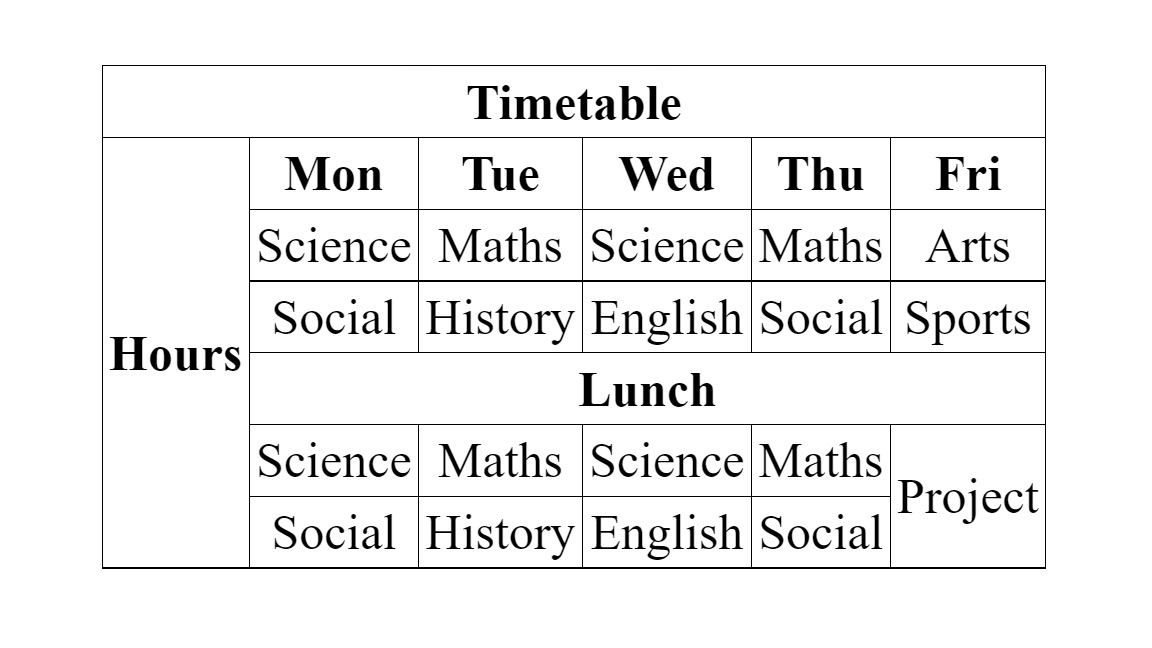 Timetable
Hours
Mon Tue Wed Thu Fri
Science Maths Science Maths Arts
Social History English Social Sports
Lunch
Science Maths Science Maths Project
Social History English Social